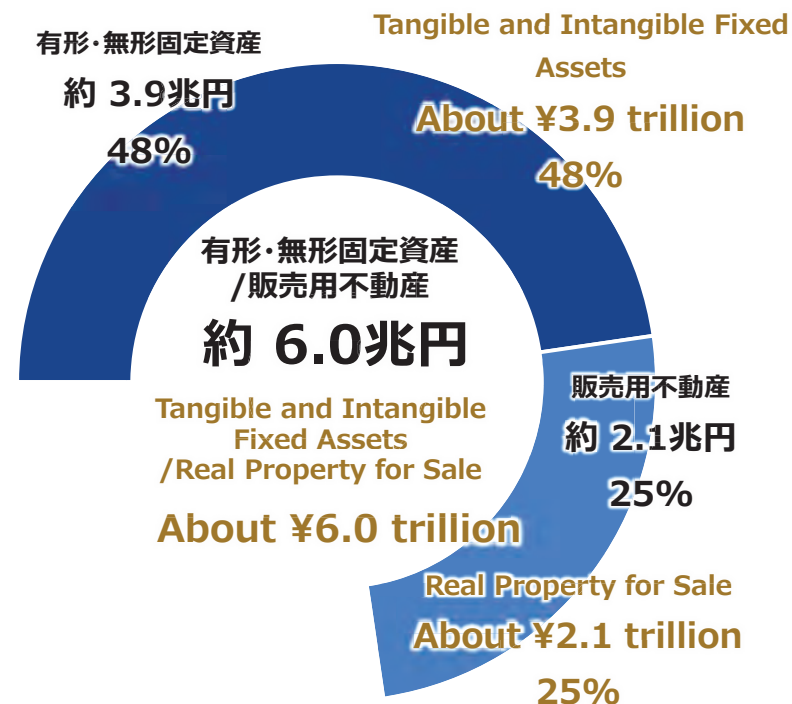 有形・無形固定資産
約 3.9兆円
48%
Tangible and Intangible Fixed
Assets
About ¥3.9 trillion
48%
有形・無形固定資産
/販売用不動産
約 6.0兆円
Tangible and Intangible
Fixed Assets
/Real Property for Sale
About ¥6.0 trillion
販売用不動産
約 2.1兆円
25%
Real Property for Sale
About ¥2.1 trillion
25%